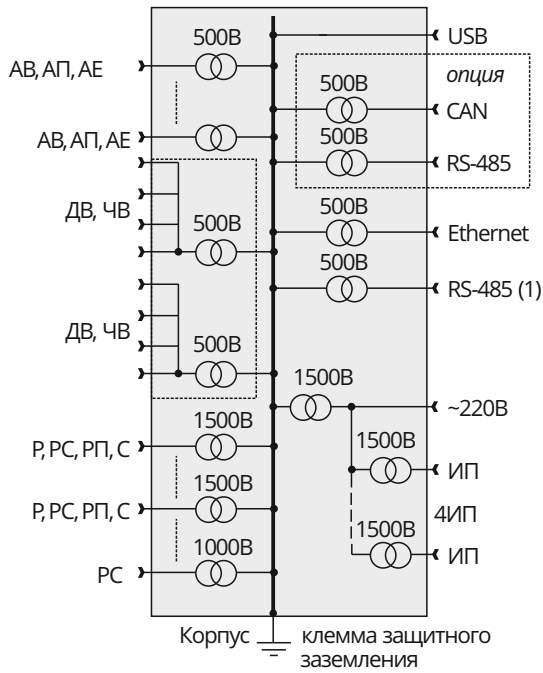 500В
USB
АВ, АП, АЕ
опция
500В
CAN
АВ, АП, АЕ
500В
RS-485
ДВ, ЧВ
500В
500В
Ethernet
500В
RS-485 (1)
ДВ, ЧВ
500В
1500В
~220В
1500В
1500В
Р, РС, РП, С
ИП
1500В
Р, РС, РП, С
4ИП
1500В
1000В
ИП
РС
Корпус
клемма защитного
заземления